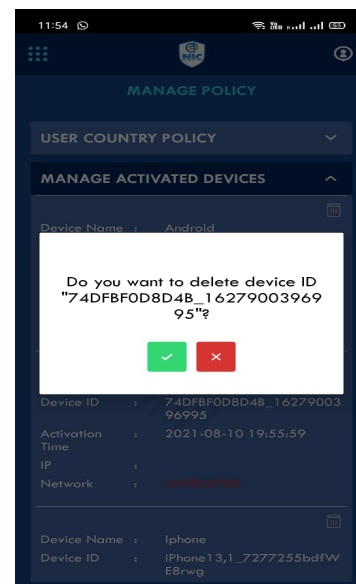 11:54
@
NIC
MANAGE POLICY
USER COUNTRY POLICY
MANAGE ACTIVATED DEVICES
Device Name : Android
Do you want to delete device ID
"74DFBF0D8D4B_16279003969
95"?
Device ID : 74DFBF0D8D4B_16279003
96995
Activation : 2021-08-10 19:55:59
Time
IP :
Network :
Device Name : Iphone
Device ID : iPhone13,1_7277255bdfW
E8rwg